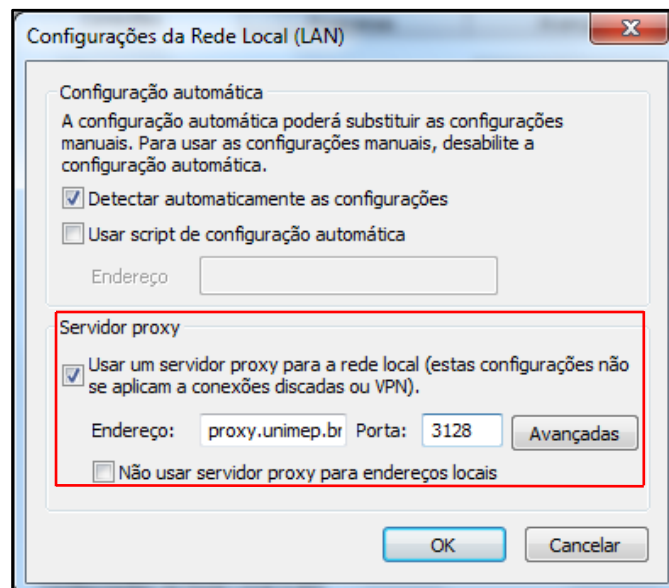 Configurações da Rede Local (LAN)
Configuração automática
A configuração automática poderá substituir as configurações
manuais. Para usar as configurações manuais, desabilite a
configuração automática.
Detectar automaticamente as configurações
Usar script de configuração automática
Endereço
Servidor proxy
Usar um servidor proxy para a rede local (estas configurações não
se aplicam a conexões discadas ou VPN).
Endereço: proxy.unimep.br Porta: 3128 Avançadas
Não usar servidor proxy para endereços locais
OK Cancelar